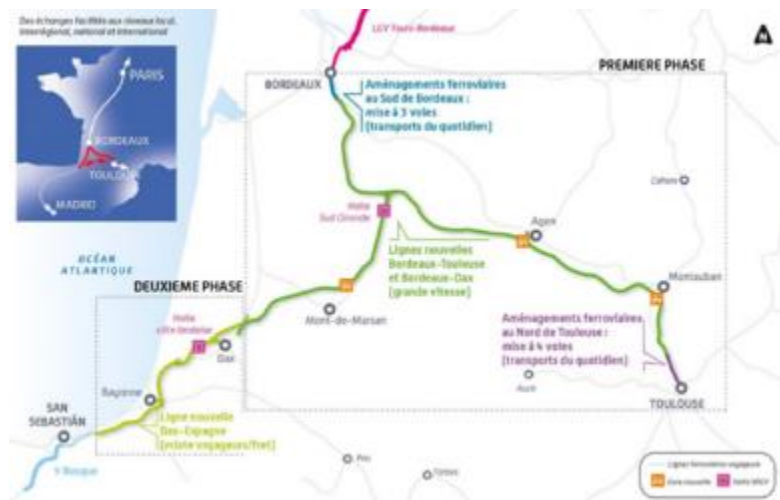 Des échanges facilités aux niveaux local,
interrégional, national et international
PARIS
BORDEAUX
TOULOUSE
MADRID
LGV Tours-Bordeaux
BORDEAUX
PREMIERE PHASE
Aménagements ferroviaires
au Sud de Bordeaux :
mise à 3 voies
(transports du quotidien)
Cahors
Halte
Sud Gironde
Agen
OCÉAN
ATLANTIQUE
Lignes nouvelles
Bordeaux-Toulouse
et Bordeaux-Dax
(grande vitesse)
Montauban
DEUXIEME PHASE
Mont-de-Marsan
Halte
Dax
Aménagements ferroviaires
au Nord de Toulouse :
mise à 4 voies
(transports du quotidien)
Auch
TOULOUSE
Bayonne
SAN
SEBASTIÁN
Ligne nouvelle
Dax-Espagne
(mixte voyageurs/fret)
Y Basque
Pau
Tarbes
Lignes ferroviaires